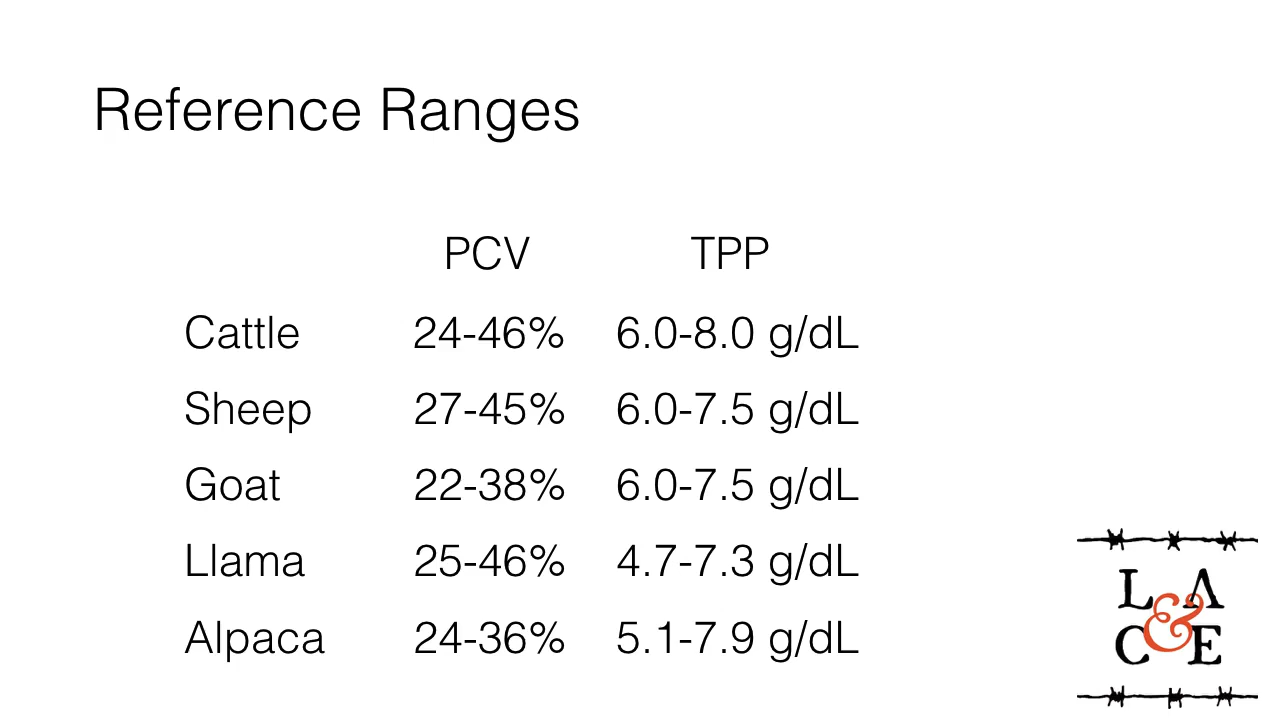 Reference Ranges
PCV TPP
Cattle 24-46% 6.0-8.0 g/dL
Sheep 27-45% 6.0-7.5 g/dL
Goat 22-38% 6.0-7.5 g/dL
Llama 25-46% 4.7-7.3 g/dL
Alpaca 24-36% 5.1-7.9 g/dL
L A
&
C E